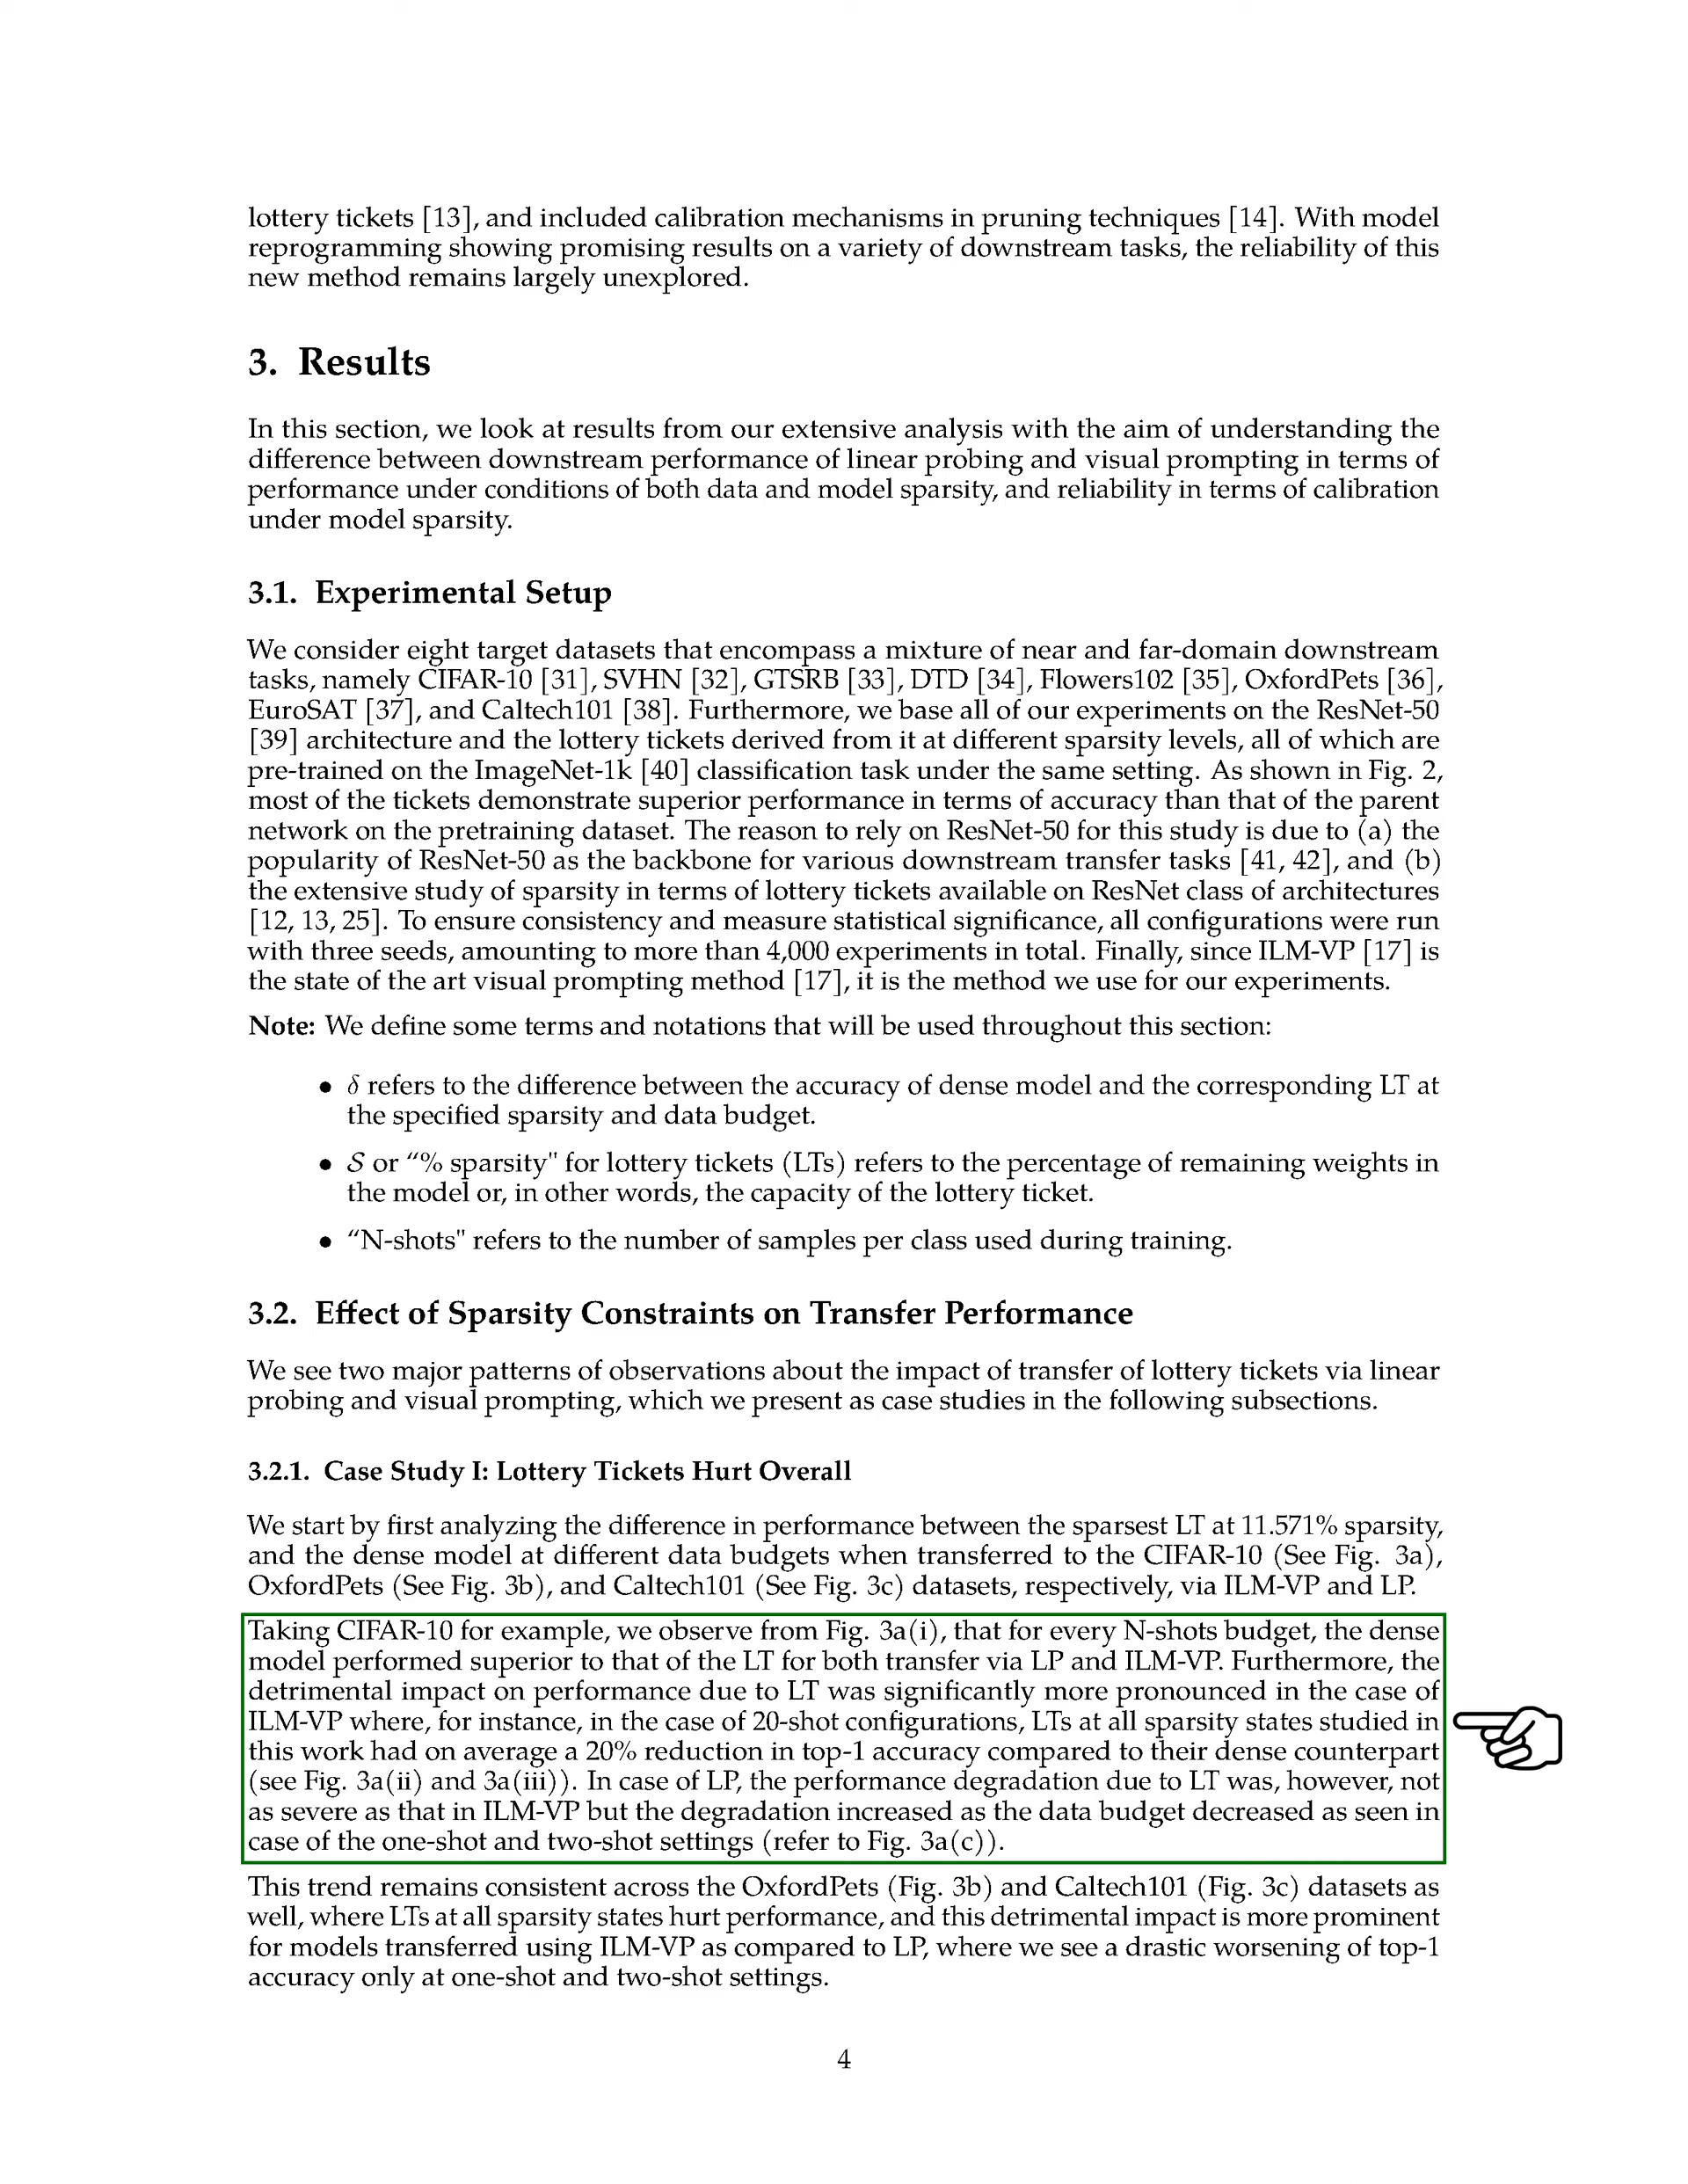 lottery tickets [13], and included calibration mechanisms in pruning techniques [14]. With model
reprogramming showing promising results on a variety of downstream tasks, the reliability of this
new method remains largely unexplored.
3. Results
In this section, we look at results from our extensive analysis with the aim of understanding the
difference between downstream performance of linear probing and visual prompting in terms of
performance under conditions of both data and model sparsity, and reliability in terms of calibration
under model sparsity.
3.1. Experimental Setup
We consider eight target datasets that encompass a mixture of near and far-domain downstream
tasks, namely CIFAR-10 [31], SVHN [32], GTSRB [33], DTD [34], Flowers102 [35], OxfordPets [36],
EuroSAT [37], and Caltech101 [38]. Furthermore, we base all of our experiments on the ResNet-50
[39] architecture and the lottery tickets derived from it at different sparsity levels, all of which are
pre-trained on the ImageNet-1k [40] classification task under the same setting. As shown in Fig. 2,
most of the tickets demonstrate superior performance in terms of accuracy than that of the parent
network on the pretraining dataset. The reason to rely on ResNet-50 for this study is due to (a) the
popularity of ResNet-50 as the backbone for various downstream transfer tasks [41, 42], and (b)
the extensive study of sparsity in terms of lottery tickets available on ResNet class of architectures
[12, 13, 25]. To ensure consistency and measure statistical significance, all configurations were run
with three seeds, amounting to more than 4,000 experiments in total. Finally, since ILM-VP [17] is
the state of the art visual prompting method [17], it is the method we use for our experiments.
Note: We define some terms and notations that will be used throughout this section:
• δ refers to the difference between the accuracy of dense model and the corresponding LT at
the specified sparsity and data budget.
• S or “% sparsity" for lottery tickets (LTs) refers to the percentage of remaining weights in
the model or, in other words, the capacity of the lottery ticket.
• “N-shots" refers to the number of samples per class used during training.
3.2. Effect of Sparsity Constraints on Transfer Performance
We see two major patterns of observations about the impact of transfer of lottery tickets via linear
probing and visual prompting, which we present as case studies in the following subsections.
3.2.1. Case Study I: Lottery Tickets Hurt Overall
We start by first analyzing the difference in performance between the sparsest LT at 11.571% sparsity,
and the dense model at different data budgets when transferred to the CIFAR-10 (See Fig. 3a),
OxfordPets (See Fig. 3b), and Caltech101 (See Fig. 3c) datasets, respectively, via ILM-VP and LP.
Taking CIFAR-10 for example, we observe from Fig. 3a(i), that for every N-shots budget, the dense
model performed superior to that of the LT for both transfer via LP and ILM-VP. Furthermore, the
detrimental impact on performance due to LT was significantly more pronounced in the case of
ILM-VP where, for instance, in the case of 20-shot configurations, LTs at all sparsity states studied in
this work had on average a 20% reduction in top-1 accuracy compared to their dense counterpart
(see Fig. 3a(ii) and 3a(iii)). In case of LP, the performance degradation due to LT was, however, not
as severe as that in ILM-VP but the degradation increased as the data budget decreased as seen in
case of the one-shot and two-shot settings (refer to Fig. 3a(c)).
This trend remains consistent across the OxfordPets (Fig. 3b) and Caltech101 (Fig. 3c) datasets as
well, where LTs at all sparsity states hurt performance, and this detrimental impact is more prominent
for models transferred using ILM-VP as compared to LP, where we see a drastic worsening of top-1
accuracy only at one-shot and two-shot settings.
4